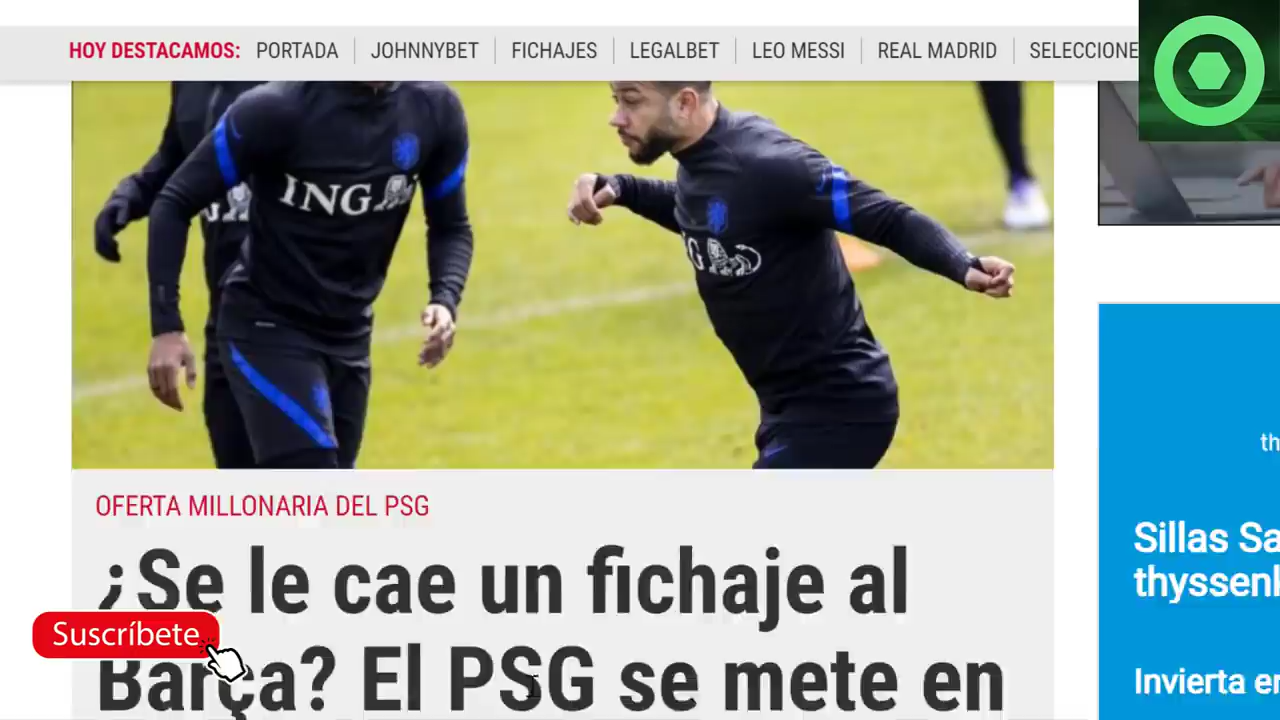 HOY DESTACAMOS: PORTADA JOHNNYBET FICHAJES LEGALBET LEO MESSI REAL MADRID SELECCIONE
ING
G
OFERTA MILLONARIA DEL PSG
¿Se le cae un fichaje al
Barça? El PSG se mete en
Suscríbete
th
Sillas Sa
thyssenk
Invierta en